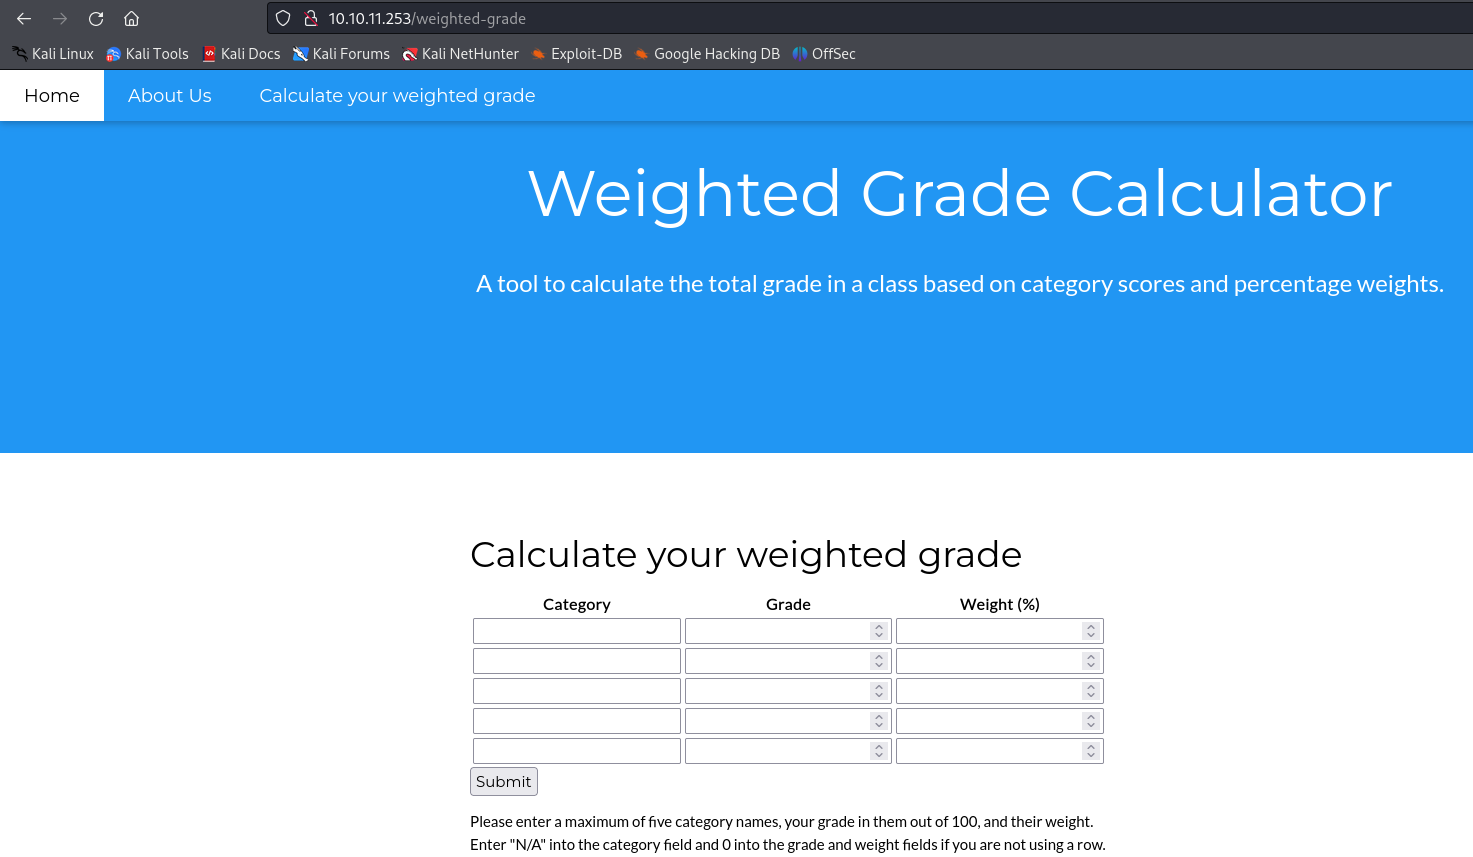 10.10.11.253/weighted-grade
Kali Linux Kali Tools Kali Docs Kali Forums Kali NetHunter Exploit-DB Google Hacking DB OffSec
Home About Us Calculate your weighted grade
Weighted Grade Calculator
A tool to calculate the total grade in a class based on category scores and percentage weights.
Calculate your weighted grade
Category Grade Weight (%)
Submit
Please enter a maximum of five category names, your grade in them out of 100, and their weight.
Enter "N/A" into the category field and 0 into the grade and weight fields if you are not using a row.